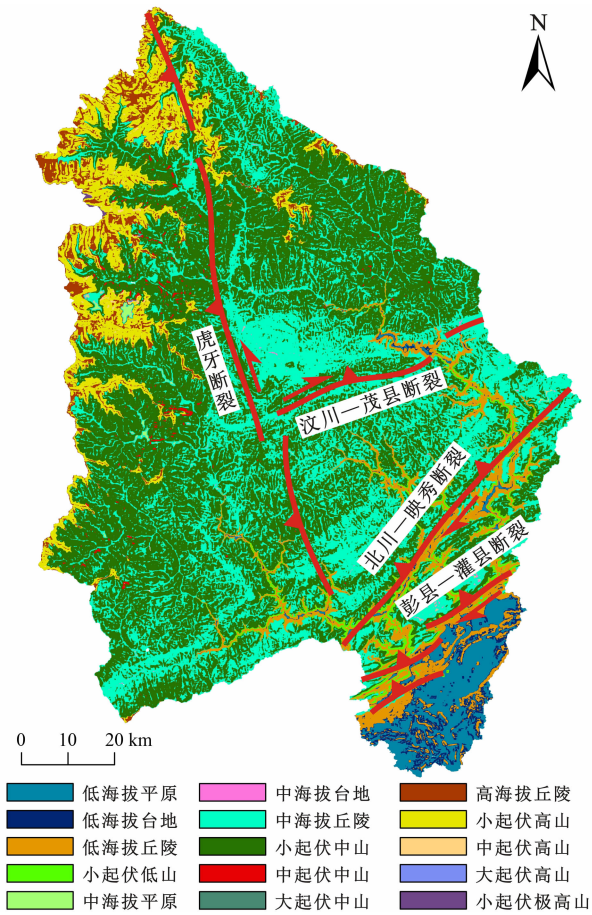 N
虎牙断裂
汶川—茂县断裂
北川—映秀断裂
彭县—灌县断裂
0 10 20 km
低海拔平原 中海拔台地 高海拔丘陵
低海拔台地 中海拔丘陵 小起伏高山
低海拔丘陵 小起伏中山 中起伏高山
小起伏低山 中起伏中山 大起伏高山
中海拔平原 大起伏中山 小起伏极高山